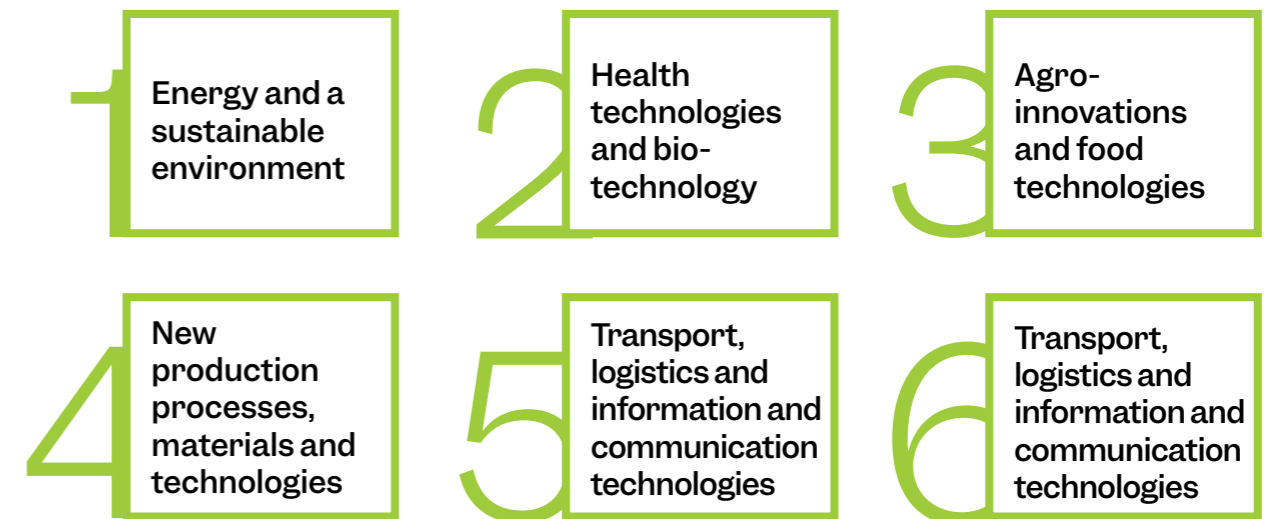 1
Energy and a
sustainable
environment
2
Health
technologies
and bio-
technology
3
Agro-
innovations
and food
technologies
4
New
production
processes,
materials and
technologies
5
Transport,
logistics and
information and
communication
technologies
6
Transport,
logistics and
information and
communication
technologies